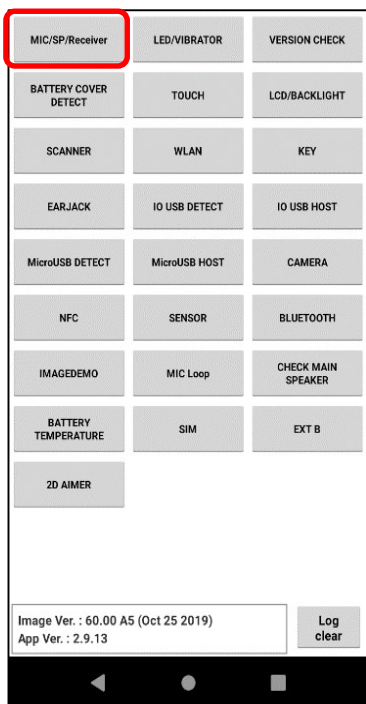 MIC/SP/Receiver
LED/VIBRATOR
VERSION CHECK
BATTERY COVER
DETECT
TOUCH
LCD/BACKLIGHT
SCANNER
WLAN
KEY
EARJACK
IO USB DETECT
IO USB HOST
MicroUSB DETECT
MicroUSB HOST
CAMERA
NFC
SENSOR
BLUETOOTH
IMAGEDEMO
MIC Loop
CHECK MAIN
SPEAKER
BATTERY
TEMPERATURE
SIM
EXT B
2D AIMER
Image Ver. : 60.00 A5 (Oct 25 2019)
App Ver. : 2.9.13
Log
clear